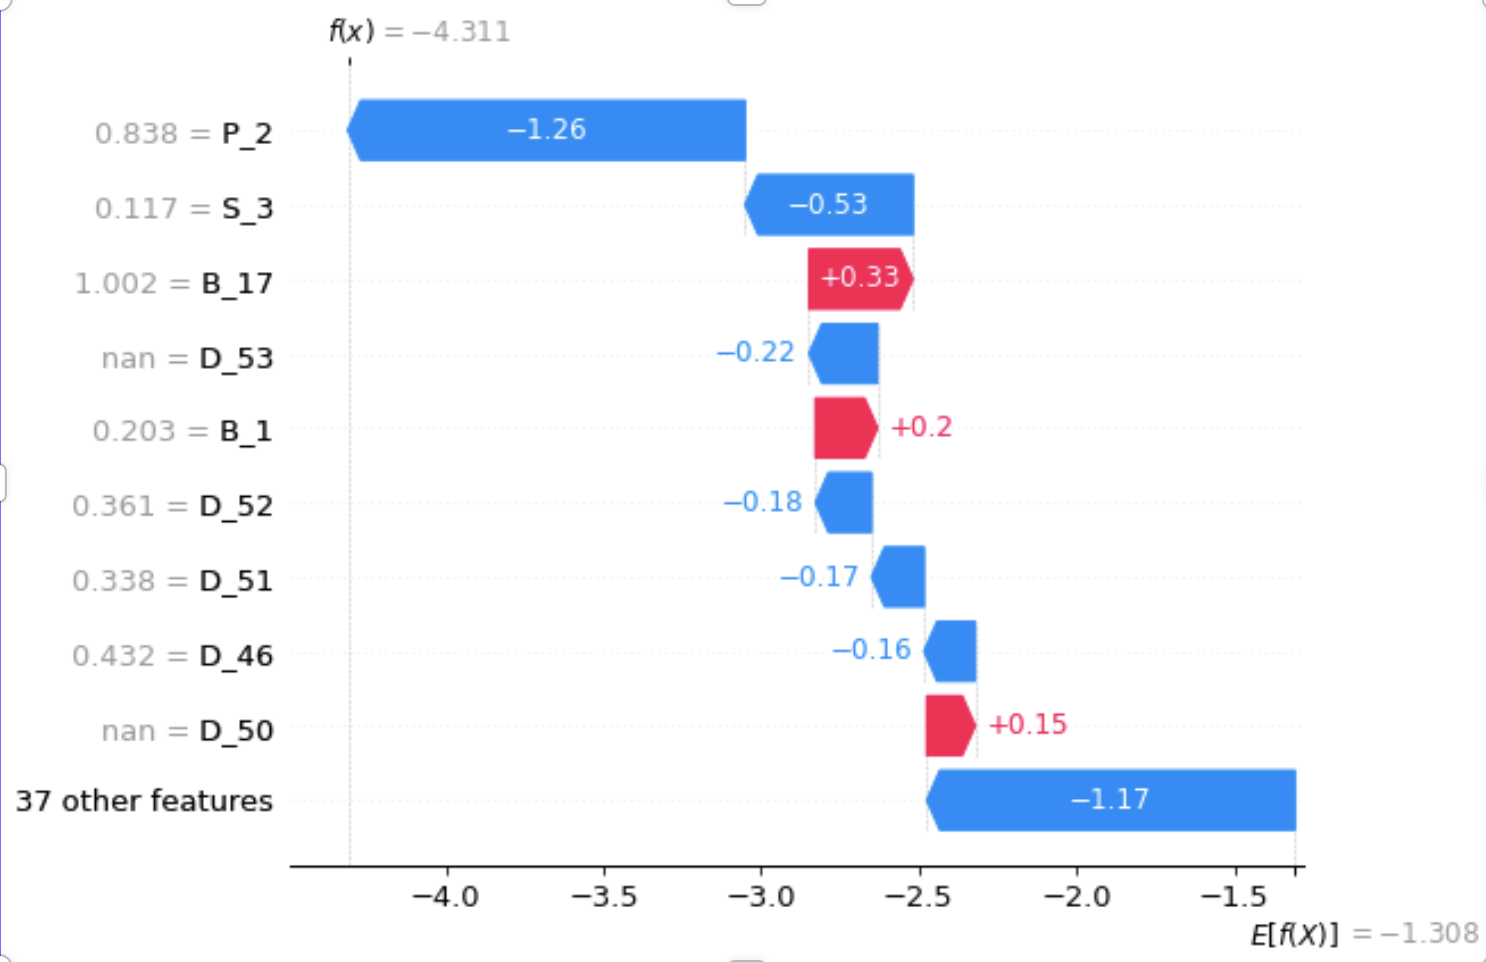 f(x) = −4.311
0.838 = P_2 −1.26
0.117 = S_3 −0.53
1.002 = B_17 +0.33
nan = D_53 −0.22
0.203 = B_1 +0.2
0.361 = D_52 −0.18
0.338 = D_51 −0.17
0.432 = D_46 −0.16
nan = D_50 +0.15
37 other features −1.17
−4.0 −3.5 −3.0 −2.5 −2.0 −1.5
E[f(X)] = −1.308